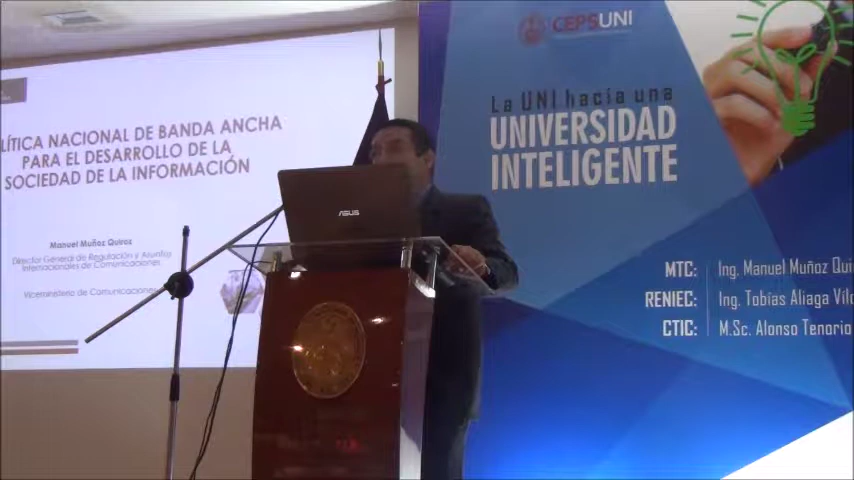 LÍTICA NACIONAL DE BANDA ANCHA
PARA EL DESARROLLO DE LA
SOCIEDAD DE LA INFORMACIÓN
Manuel Muñoz Quiroz
Director General de Regulación y Asuntos
Internacionales de Comunicaciones
Viceministerio de Comunicaciones
ASUS
CEPSUNI
La UNI hacia una
UNIVERSIDAD
INTELIGENTE
MTC: Ing. Manuel Muñoz Qui
RENIEC: Ing. Tobías Aliaga Vilc
CTIC: M.Sc. Alonso Tenorio